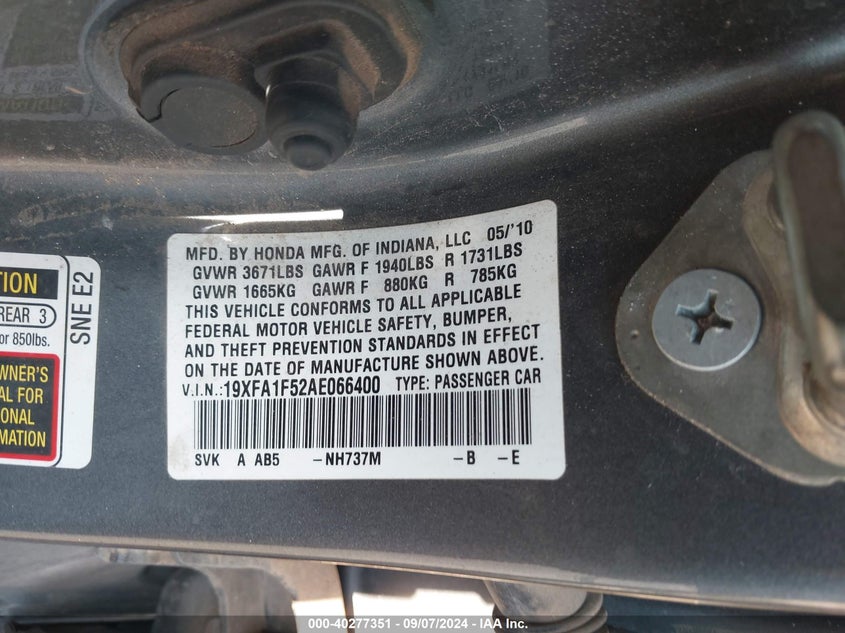 MFD. BY HONDA MFG. OF INDIANA, LLC 05/'10
GVWR 3671LBS GAWR F 1940LBS R 1731LBS
GVWR 1665KG GAWR F 880KG R 785KG
THIS VEHICLE CONFORMS TO ALL APPLICABLE
FEDERAL MOTOR VEHICLE SAFETY, BUMPER,
AND THEFT PREVENTION STANDARDS IN EFFECT
ON THE DATE OF MANUFACTURE SHOWN ABOVE.
V.I.N.:19XFA1F52AE066400 TYPE: PASSENGER CAR
SVK A AB5 -NH737M -B -E
TION
REAR 3
or 850lbs.
WNER'S
AL FOR
IONAL
RMATION
SNE E2
000-40277351 - 09/07/2024 - IAA Inc.